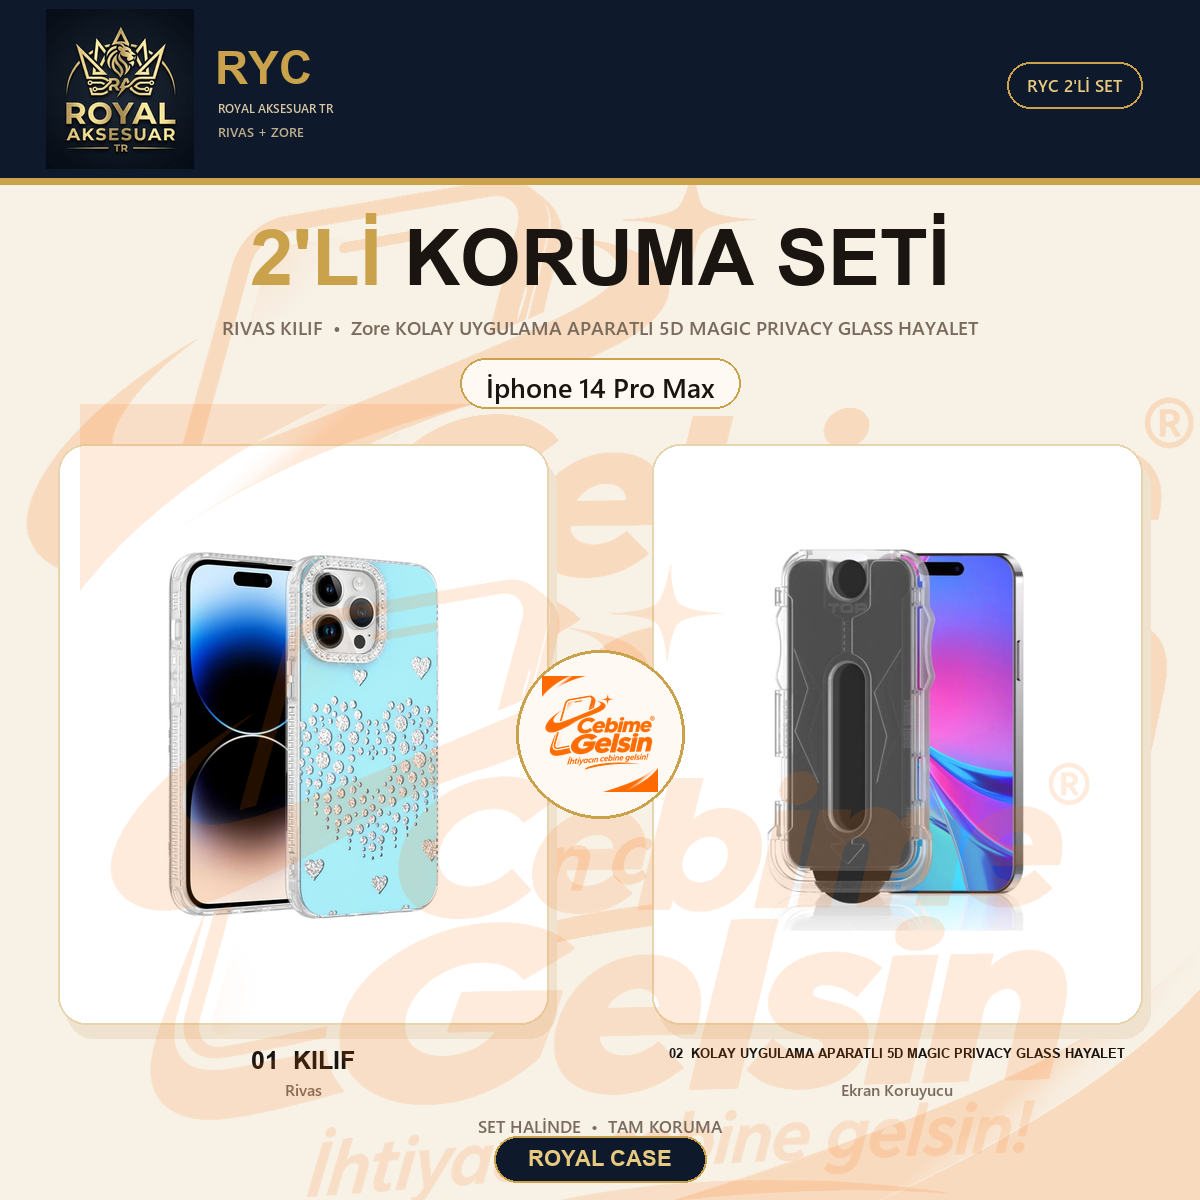 ROYAL
AKSESUAR
TR
RYC
ROYAL AKSESUAR TR
RIVAS + ZORE
RYC 2'Lİ SET
2'Lİ KORUMA SETİ
RIVAS KILIF • Zore KOLAY UYGULAMA APARATLI 5D MAGIC PRIVACY GLASS HAYALET
İphone 14 Pro Max
TOP
Cebime
Gelsin
İhtiyacın cebine gelsin!
Cebime
Gelsin
01 KILIF
Rivas
02 KOLAY UYGULAMA APARATLI 5D MAGIC PRIVACY GLASS HAYALET
Ekran Koruyucu
SET HALİNDE • TAM KORUMA
ROYAL CASE